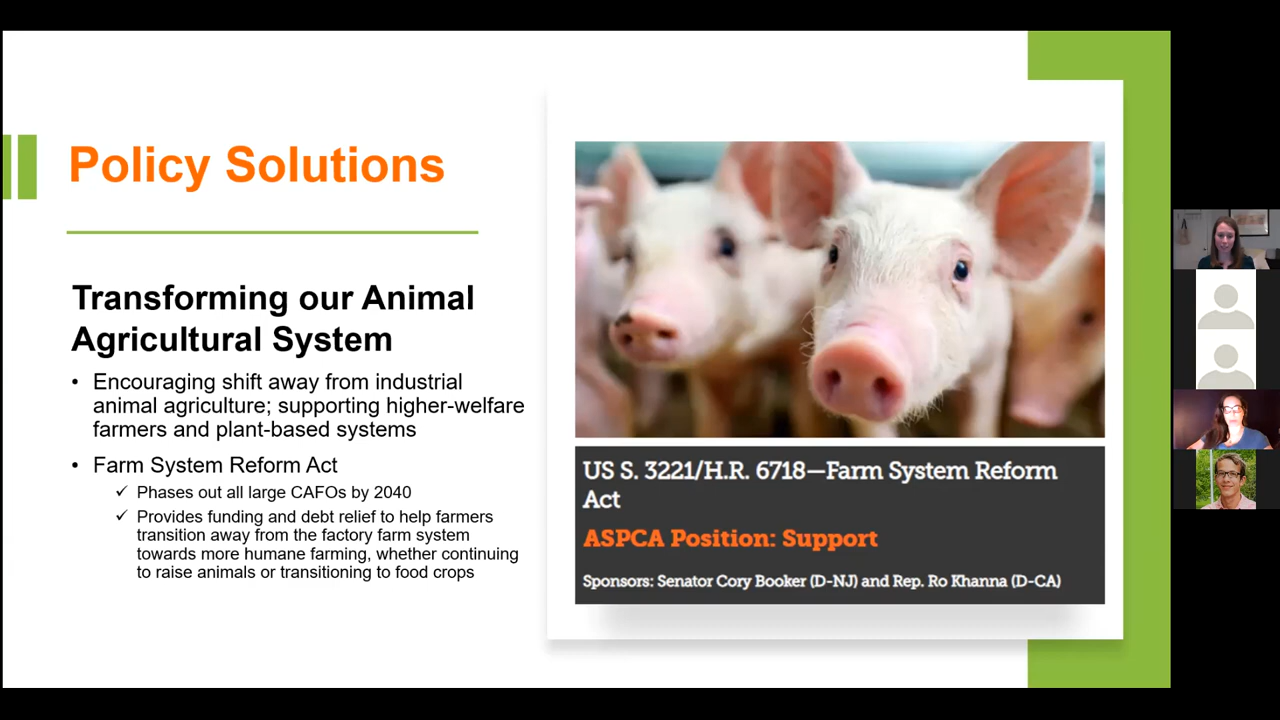 Policy Solutions
Transforming our Animal
Agricultural System
• Encouraging shift away from industrial
animal agriculture; supporting higher-welfare
farmers and plant-based systems
• Farm System Reform Act
✓ Phases out all large CAFOs by 2040
✓ Provides funding and debt relief to help farmers
transition away from the factory farm system
towards more humane farming, whether continuing
to raise animals or transitioning to food crops
US S. 3221/H.R. 6718—Farm System Reform
Act
ASPCA Position: Support
Sponsors: Senator Cory Booker (D-NJ) and Rep. Ro Khanna (D-CA)